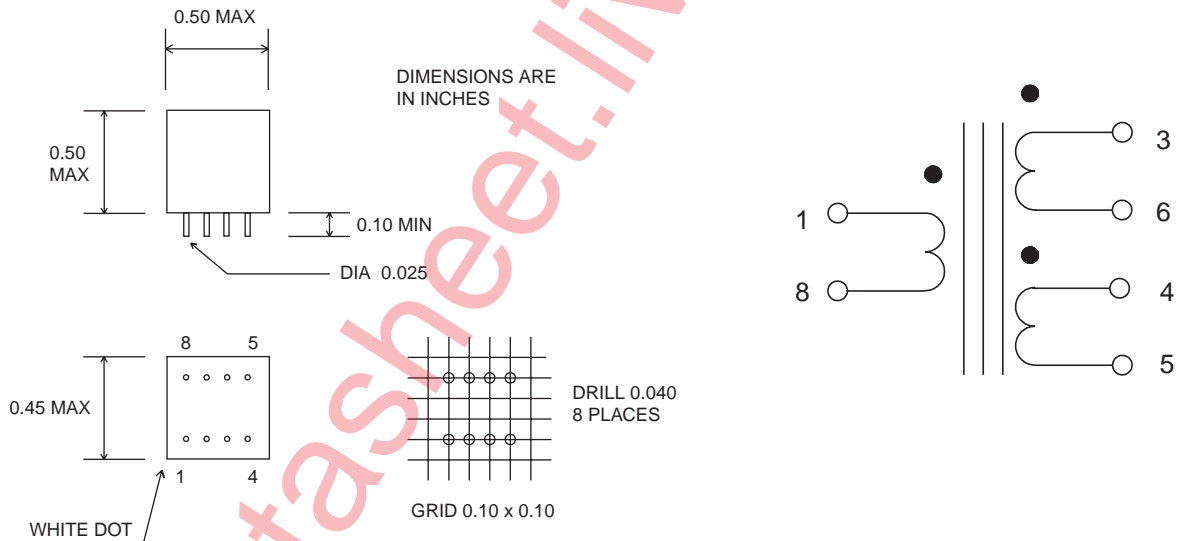 0.50 MAX
DIMENSIONS ARE
IN INCHES
0.50
MAX
0.10 MIN
DIA 0.025
8 5
0.45 MAX
1 4
WHITE DOT
DRILL 0.040
8 PLACES
GRID 0.10 x 0.10
1
8
3
6
4
5
tasheet.liv